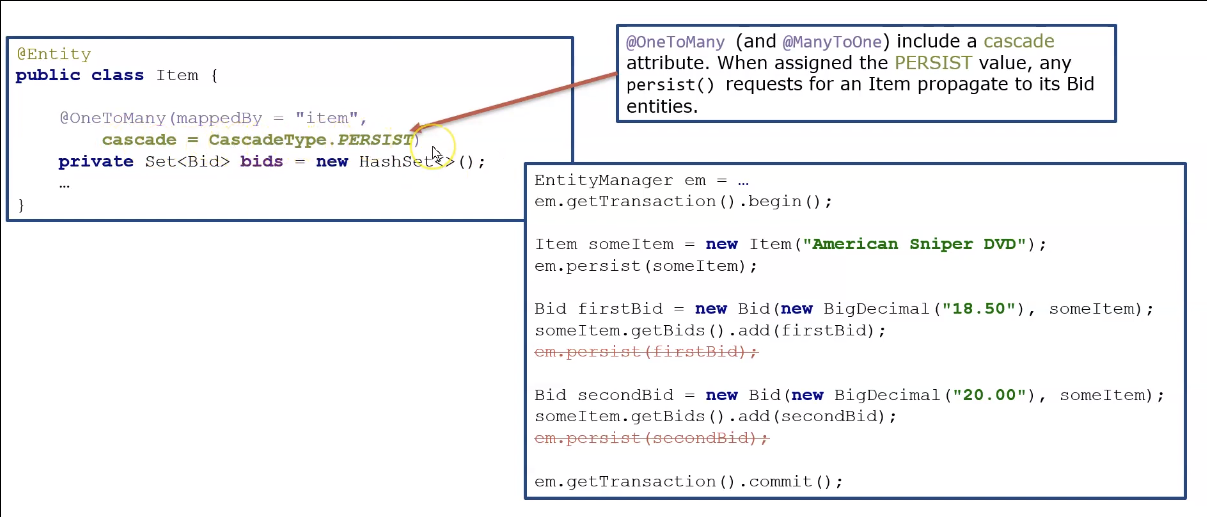 @Entity
public class Item {
@OneToMany(mappedBy = "item",
cascade = CascadeType.PERSIST)
private Set<Bid> bids = new HashSet<>();
…
}
@OneToMany (and @ManyToOne) include a cascade
attribute. When assigned the PERSIST value, any
persist() requests for an Item propagate to its Bid
entities.
EntityManager em = …
em.getTransaction().begin();
Item someItem = new Item("American Sniper DVD");
em.persist(someItem);
Bid firstBid = new Bid(new BigDecimal("18.50"), someItem);
someItem.getBids().add(firstBid);
em.persist(firstBid);
Bid secondBid = new Bid(new BigDecimal("20.00"), someItem);
someItem.getBids().add(secondBid);
em.persist(secondBid);
em.getTransaction().commit();